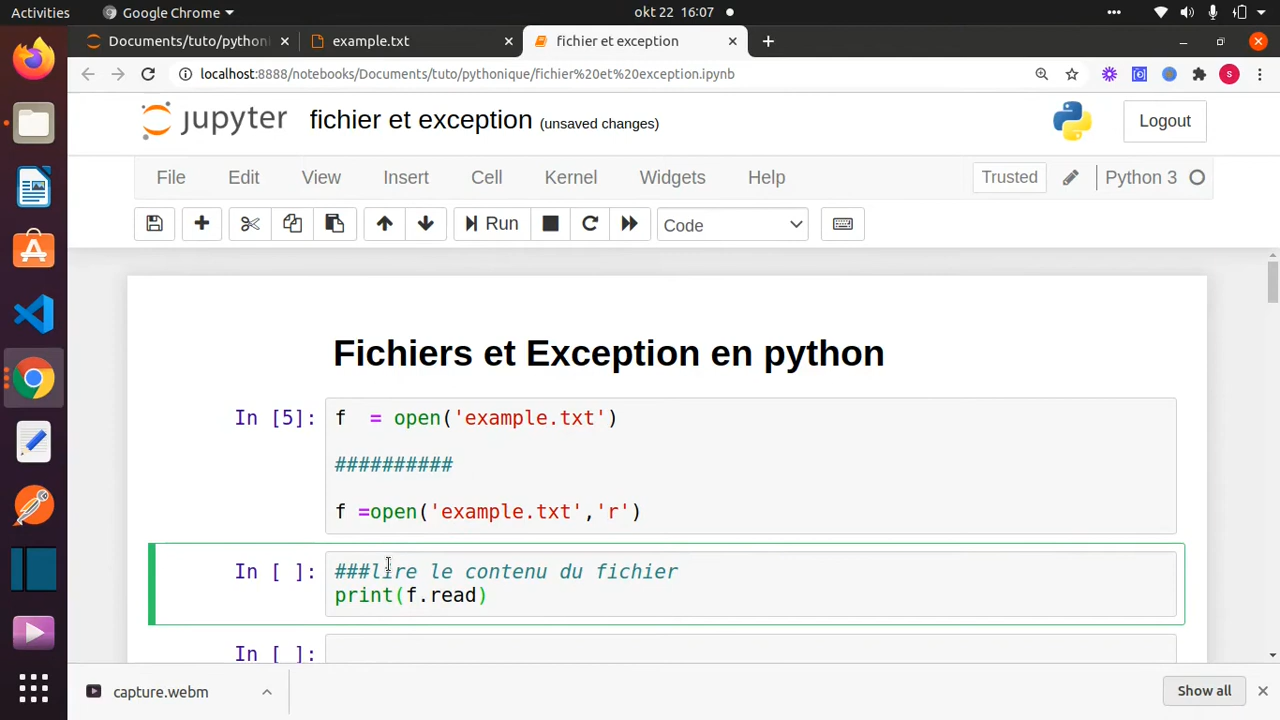 Activities Google Chrome okt 22 16:07
Documents/tuto/python example.txt fichier et exception
localhost:8888/notebooks/Documents/tuto/pythonique/fichier%20et%20exception.ipynb S
jupyter fichier et exception (unsaved changes) Logout
File Edit View Insert Cell Kernel Widgets Help Trusted Python 3
Run Code
Fichiers et Exception en python
In [5]: f = open('example.txt')
##########
f =open('example.txt','r')
In [ ]: ###lire le contenu du fichier
print(f.read)
In [ ]:
capture.webm Show all